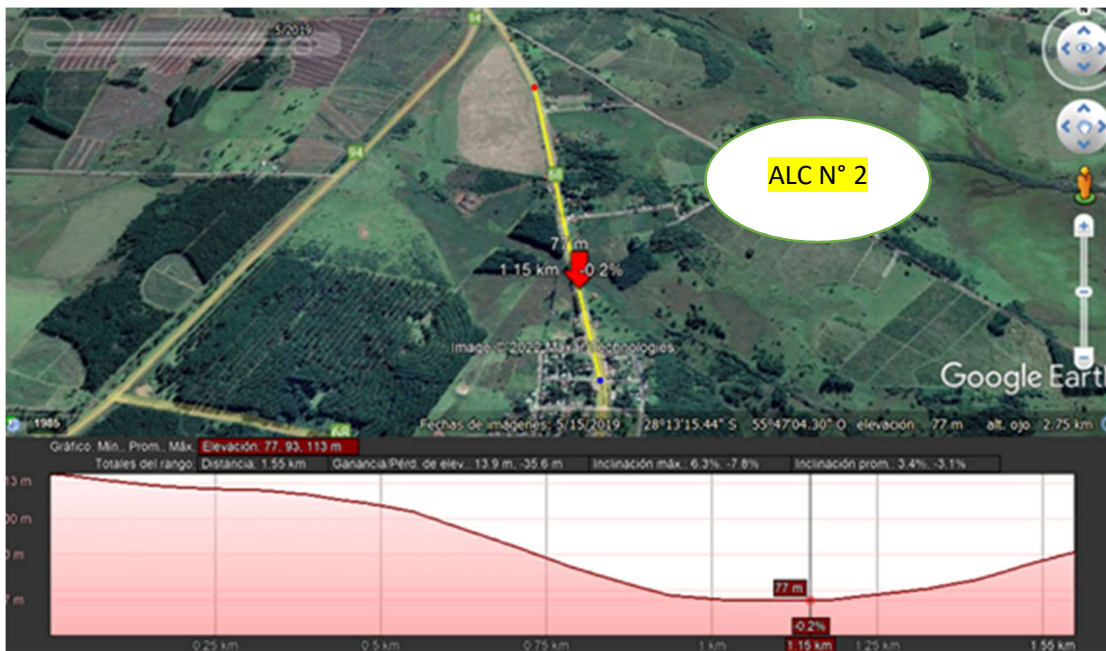 94
5/2019
N
94
68
ALC N° 2
77 m
1.15 km -0.2%
Image © 2022 Maxar Technologies
Google Earth
1985
68
Fechas de imágenes: 5/15/2019 28°13'15.44" S 55°47'04.30" O elevación 77 m alt. ojo 2.75 km
Gráfico: Min., Prom., Máx. Elevación: 77, 93, 113 m
Totales del rango: Distancia: 1.55 km Ganancia/Pérd. de elev.: 13.9 m, -35.6 m Inclinación máx.: 6.3%, -7.8% Inclinación prom.: 3.4%, -3.1%
13 m
00 m
0 m
7 m
77 m
-0.2%
0.25 km 0.5 km 0.75 km 1 km 1.15 km 1.25 km 1.55 km